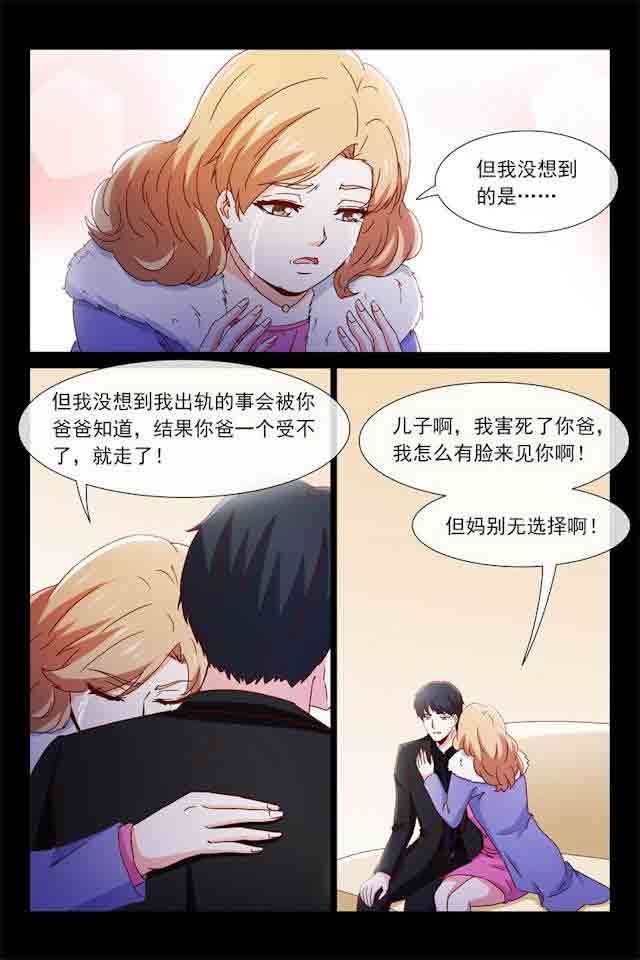 但我没想到
的是……
但我没想到我出轨的事会被你
爸爸知道，结果你爸一个受不
了，就走了！
儿子啊，我害死了你爸，
我怎么有脸来见你啊！
但妈别无选择啊！